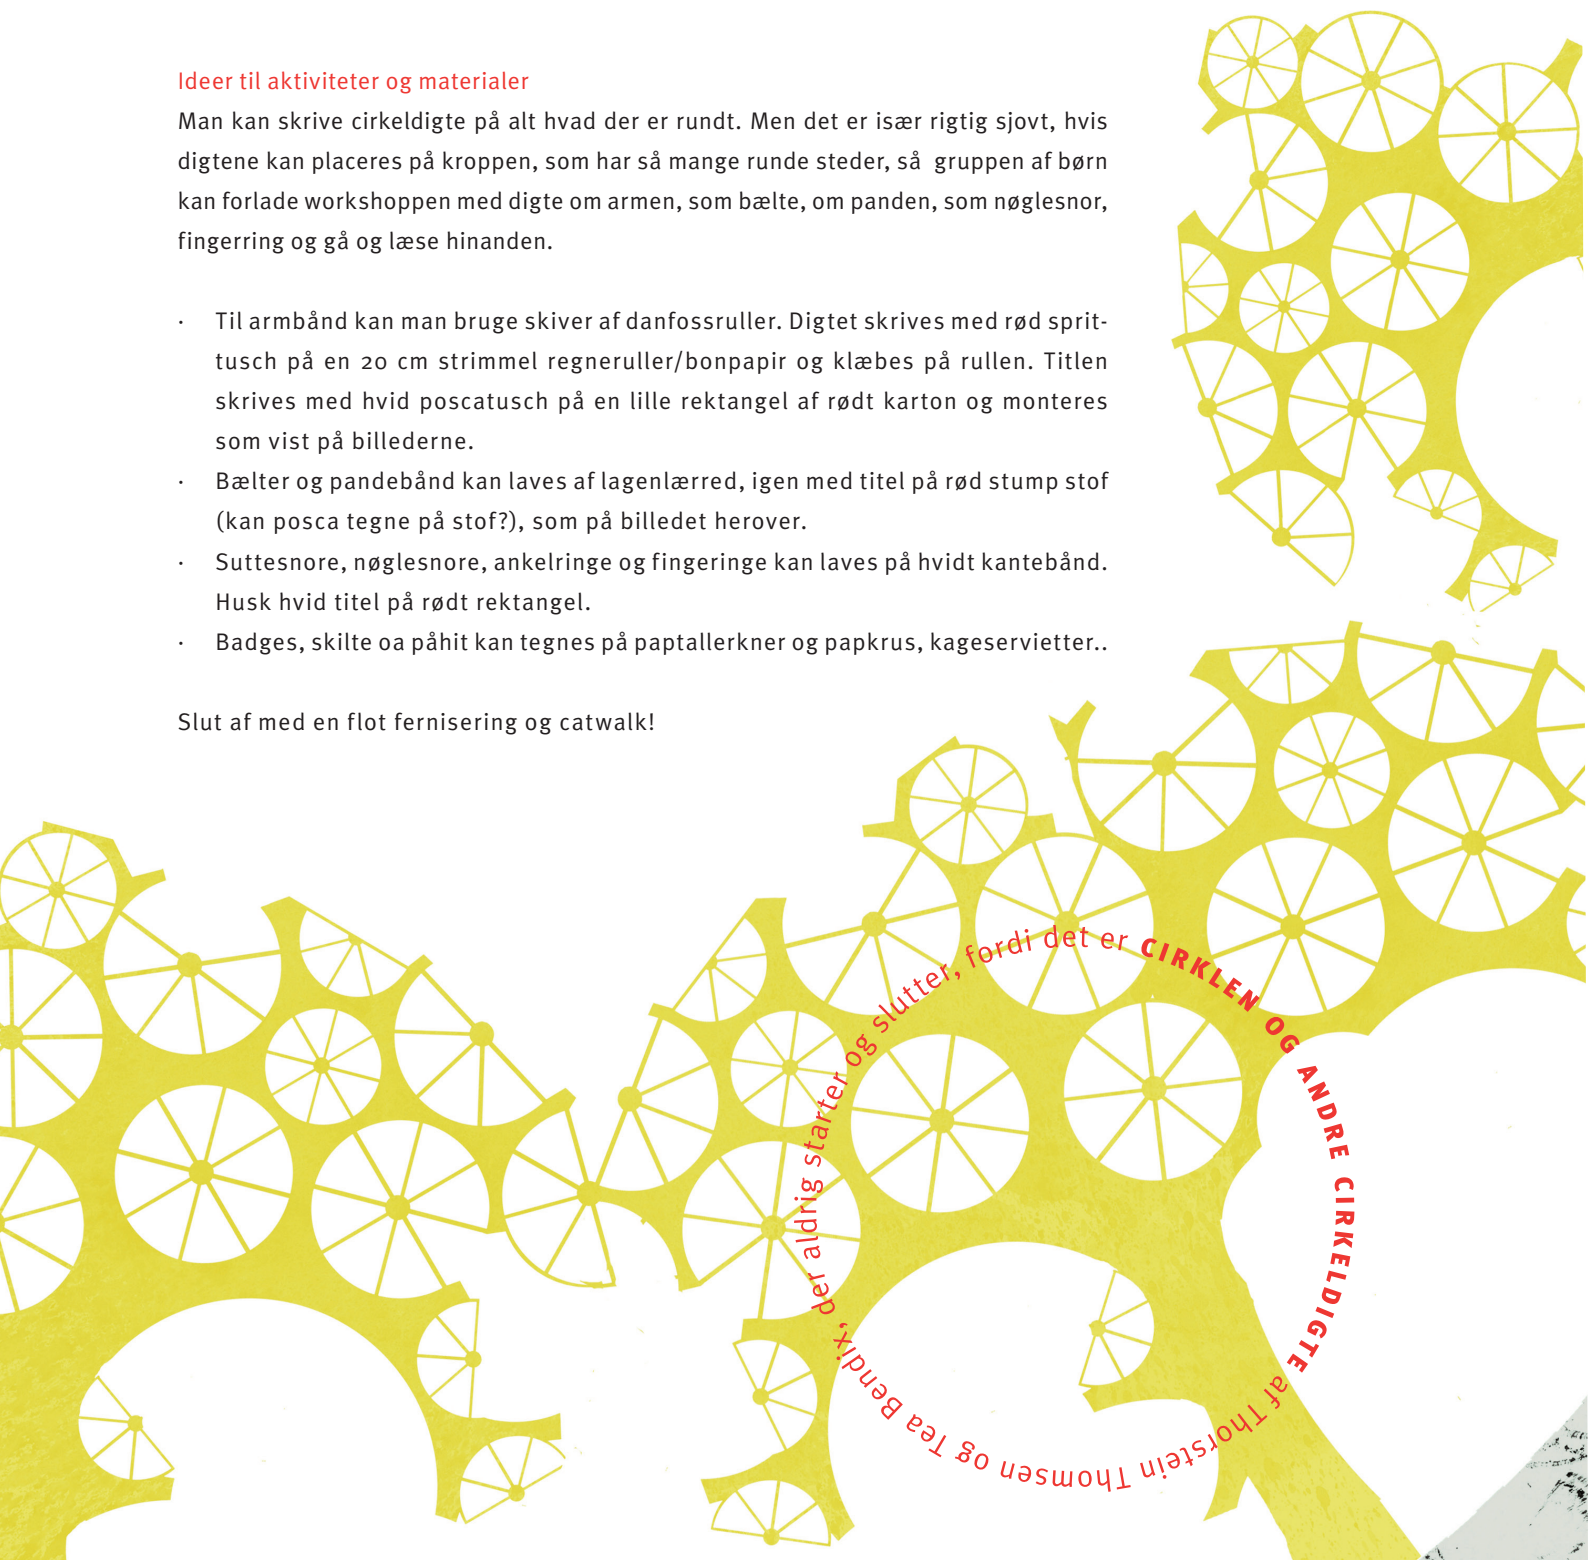 Ideer til aktiviteter og materialer
Man kan skrive cirkeldigte på alt hvad der er rundt. Men det er især rigtig sjovt, hvis
digtene kan placeres på kroppen, som har så mange runde steder, så  gruppen af børn
kan forlade workshoppen med digte om armen, som bælte, om panden, som nøglesnor,
fingerring og gå og læse hinanden.
· Til armbånd kan man bruge skiver af danfossruller. Digtet skrives med rød sprit-
tusch på en 20 cm strimmel regneruller/bonpapir og klæbes på rullen. Titlen
skrives med hvid poscatusch på en lille rektangel af rødt karton og monteres
som vist på billederne.
· Bælter og pandebånd kan laves af lagenlærred, igen med titel på rød stump stof
(kan posca tegne på stof?), som på billedet herover.
· Suttesnore, nøglesnore, ankelringe og fingeringe kan laves på hvidt kantebånd.
Husk hvid titel på rødt rektangel.
· Badges, skilte oa påhit kan tegnes på paptallerkner og papkrus, kageservietter..
Slut af med en flot fernisering og catwalk!
CIRKLEN OG ANDRE CIRKELDIGTE af Thorstein Thomsen og Tea Bendix, der aldrig starter og slutter, fordi det er